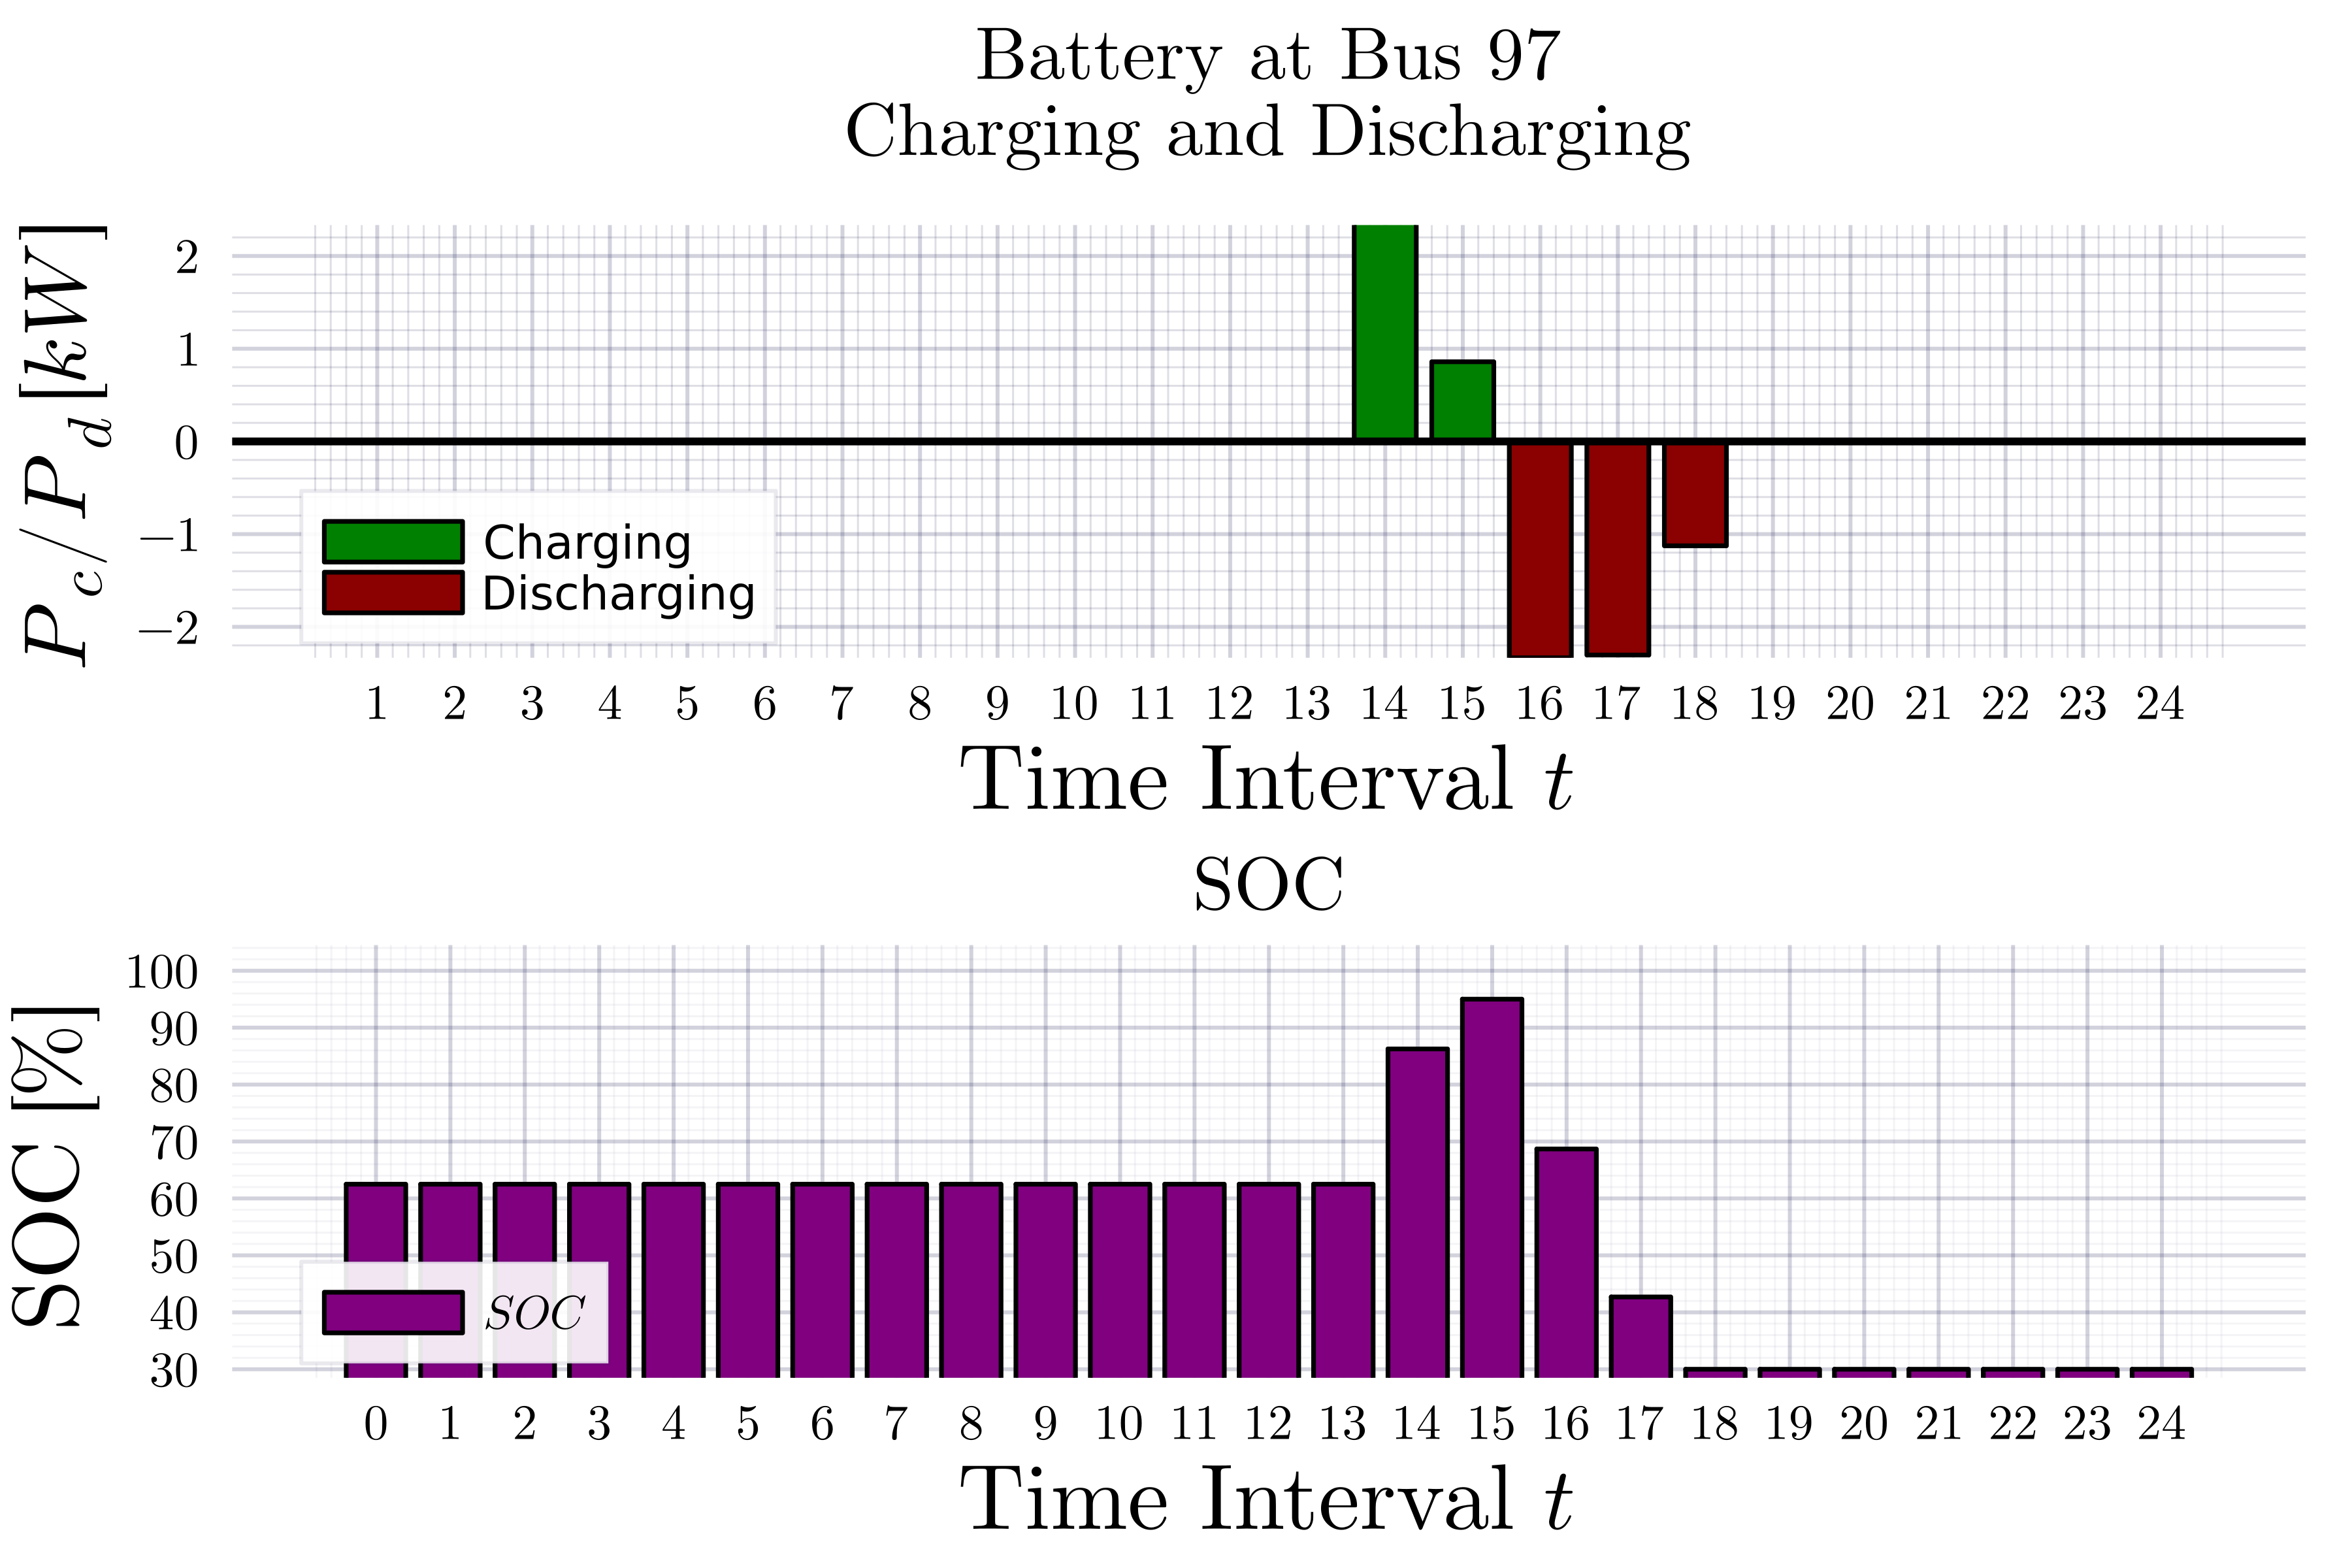 Battery at Bus 97
Charging and Discharging
P_c/P_d [kW]
2
1
0
−1
−2
Charging
Discharging
1 2 3 4 5 6 7 8 9 10 11 12 13 14 15 16 17 18 19 20 21 22 23 24
Time Interval t
SOC
SOC [%]
100
90
80
70
60
50
40
30
SOC
0 1 2 3 4 5 6 7 8 9 10 11 12 13 14 15 16 17 18 19 20 21 22 23 24
Time Interval t